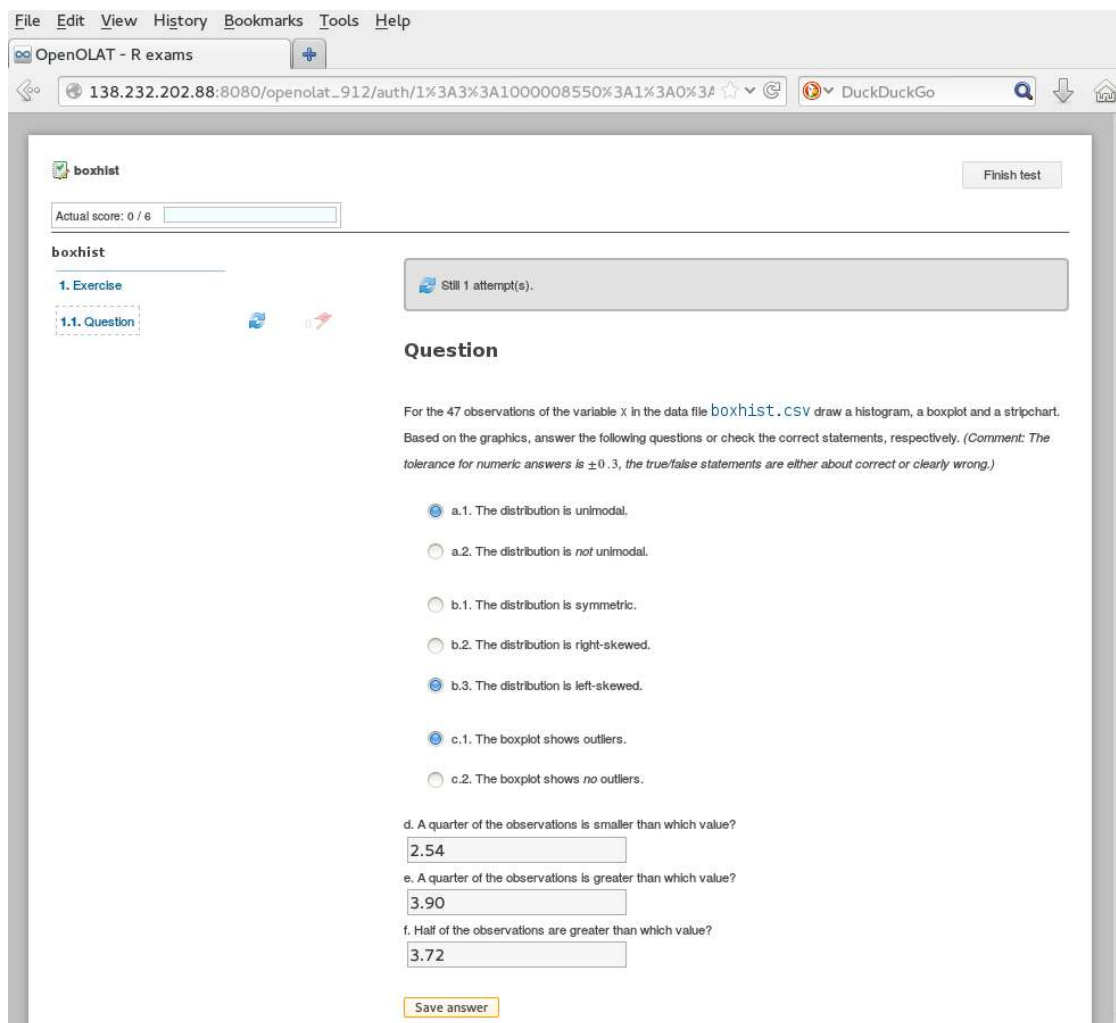 File Edit View History Bookmarks Tools Help
OpenOLAT - R exams
138.232.202.88:8080/openolat_912/auth/1%3A3%3A1000008550%3A1%3A0%3A
DuckDuckGo
boxhist
Finish test
Actual score: 0 / 6
boxhist
1. Exercise
Still 1 attempt(s).
1.1. Question
0
Question
For the 47 observations of the variable X in the data file boxhist.csv draw a histogram, a boxplot and a stripchart.
Based on the graphics, answer the following questions or check the correct statements, respectively. (Comment: The
tolerance for numeric answers is ±0.3, the true/false statements are either about correct or clearly wrong.)
a.1. The distribution is unimodal.
a.2. The distribution is not unimodal.
b.1. The distribution is symmetric.
b.2. The distribution is right-skewed.
b.3. The distribution is left-skewed.
c.1. The boxplot shows outliers.
c.2. The boxplot shows no outliers.
d. A quarter of the observations is smaller than which value?
2.54
e. A quarter of the observations is greater than which value?
3.90
f. Half of the observations are greater than which value?
3.72
Save answer